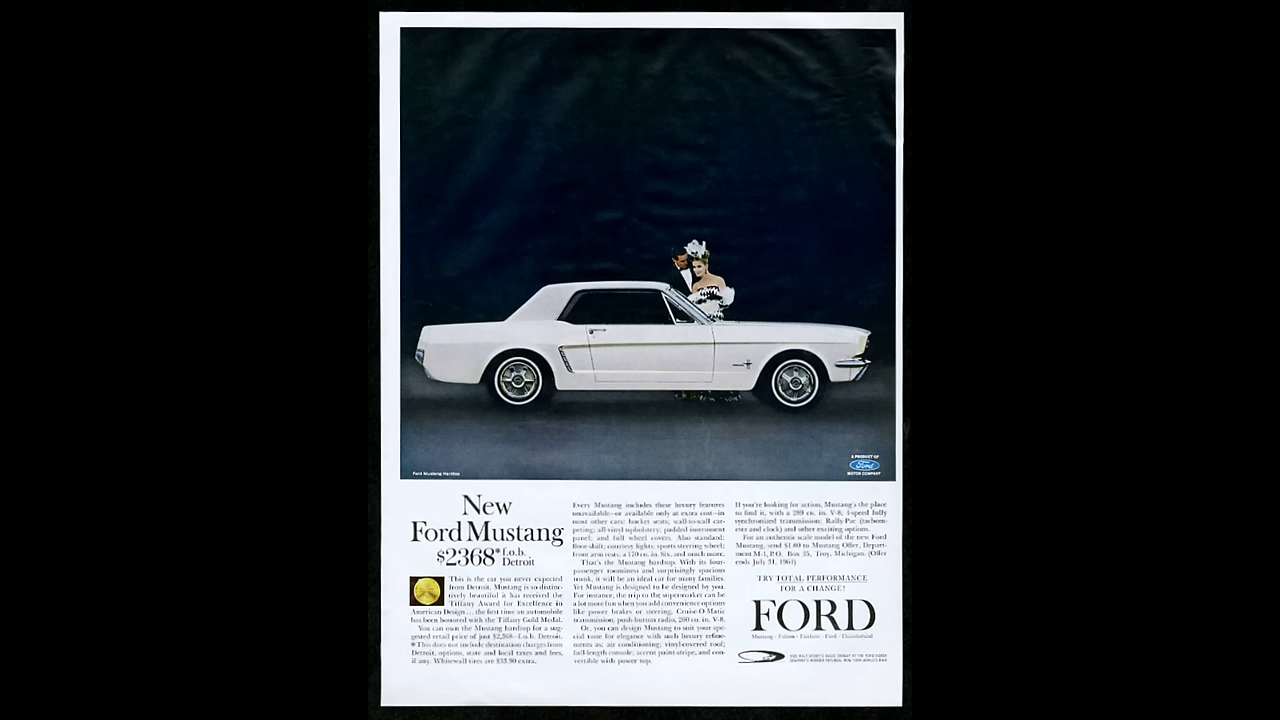 A PRODUCT OF
Ford
MOTOR COMPANY
Ford Mustang Hardtop
New
Ford Mustang
$2368* f.o.b.
Detroit
This is the car you never expected
from Detroit. Mustang is so distinc-
tively beautiful it has received the
Tiffany Award for Excellence in
American Design... the first time an automobile
has been honored with the Tiffany Gold Medal.
You can own the Mustang hardtop for a sug-
gested retail price of just $2,368—f.o.b. Detroit.
*This does not include destination charges from
Detroit, options, state and local taxes and fees,
if any. Whitewall tires are $33.90 extra.
Every Mustang includes these luxury features
unavailable—or available only at extra cost—in
most other cars: bucket seats; wall-to-wall car-
peting; all-vinyl upholstery; padded instrument
panel; and full wheel covers. Also standard:
floor shift; courtesy lights; sports steering wheel;
front arm rests; a 170 cu. in. Six, and much more.
That's the Mustang hardtop. With its four-
passenger roominess and surprisingly spacious
trunk, it will be an ideal car for many families.
Yet Mustang is designed to be designed by you.
For instance, the trip to the supermarket can be
a lot more fun when you add convenience options
like power brakes or steering, Cruise-O-Matic
transmission, push-button radio, 260 cu. in. V-8.
Or, you can design Mustang to suit your spe-
cial taste for elegance with such luxury refine-
ments as: air conditioning; vinyl-covered roof;
full-length console; accent paint stripe, and con-
vertible with power top.
If you're looking for action, Mustang's the place
to find it, with a 289 cu. in. V-8; 4-speed fully
synchronized transmission; Rally-Pac (tachom-
eter and clock) and other exciting options.
For an authentic scale model of the new Ford
Mustang, send $1.00 to Mustang Offer, Depart-
ment M-1, P.O. Box 35, Troy, Michigan. (Offer
ends July 31, 1964)
TRY TOTAL PERFORMANCE
FOR A CHANGE!
FORD
Mustang · Falcon · Fairlane · Ford · Thunderbird
RIDE WALT DISNEY'S MAGIC SKYWAY AT THE FORD MOTOR
COMPANY'S WONDER ROTUNDA, NEW YORK WORLD'S FAIR